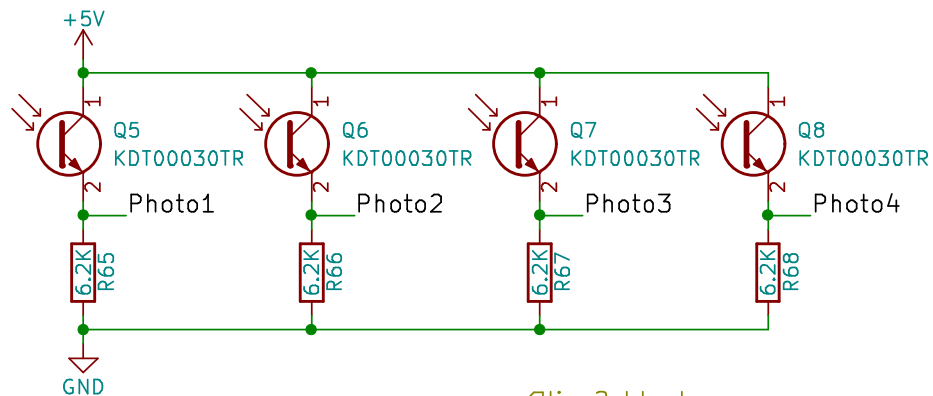 +5V
1
1
1
1
Q5
Q6
Q7
Q8
KDT00030TR
KDT00030TR
KDT00030TR
KDT00030TR
2
2
2
2
Photo1
Photo2
Photo3
Photo4
6.2K
R65
6.2K
R66
6.2K
R67
6.2K
R68
GND